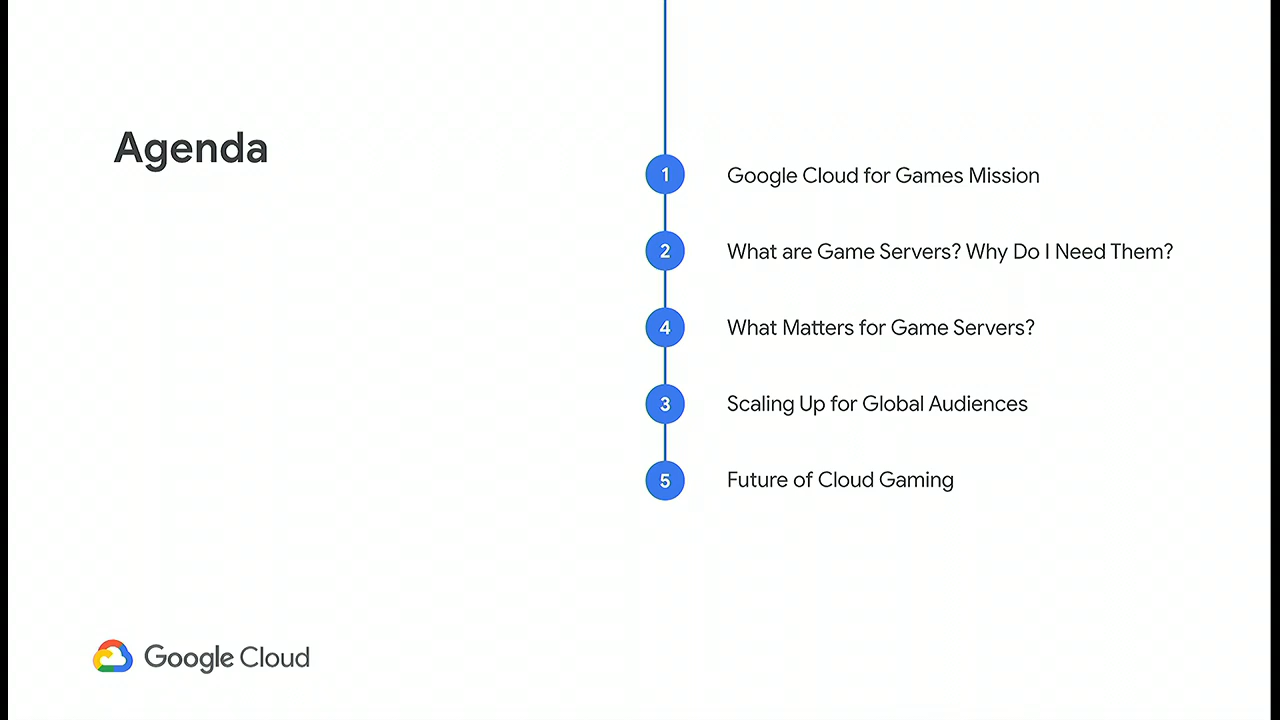 Agenda
1 Google Cloud for Games Mission
2 What are Game Servers? Why Do I Need Them?
4 What Matters for Game Servers?
3 Scaling Up for Global Audiences
5 Future of Cloud Gaming
Google Cloud